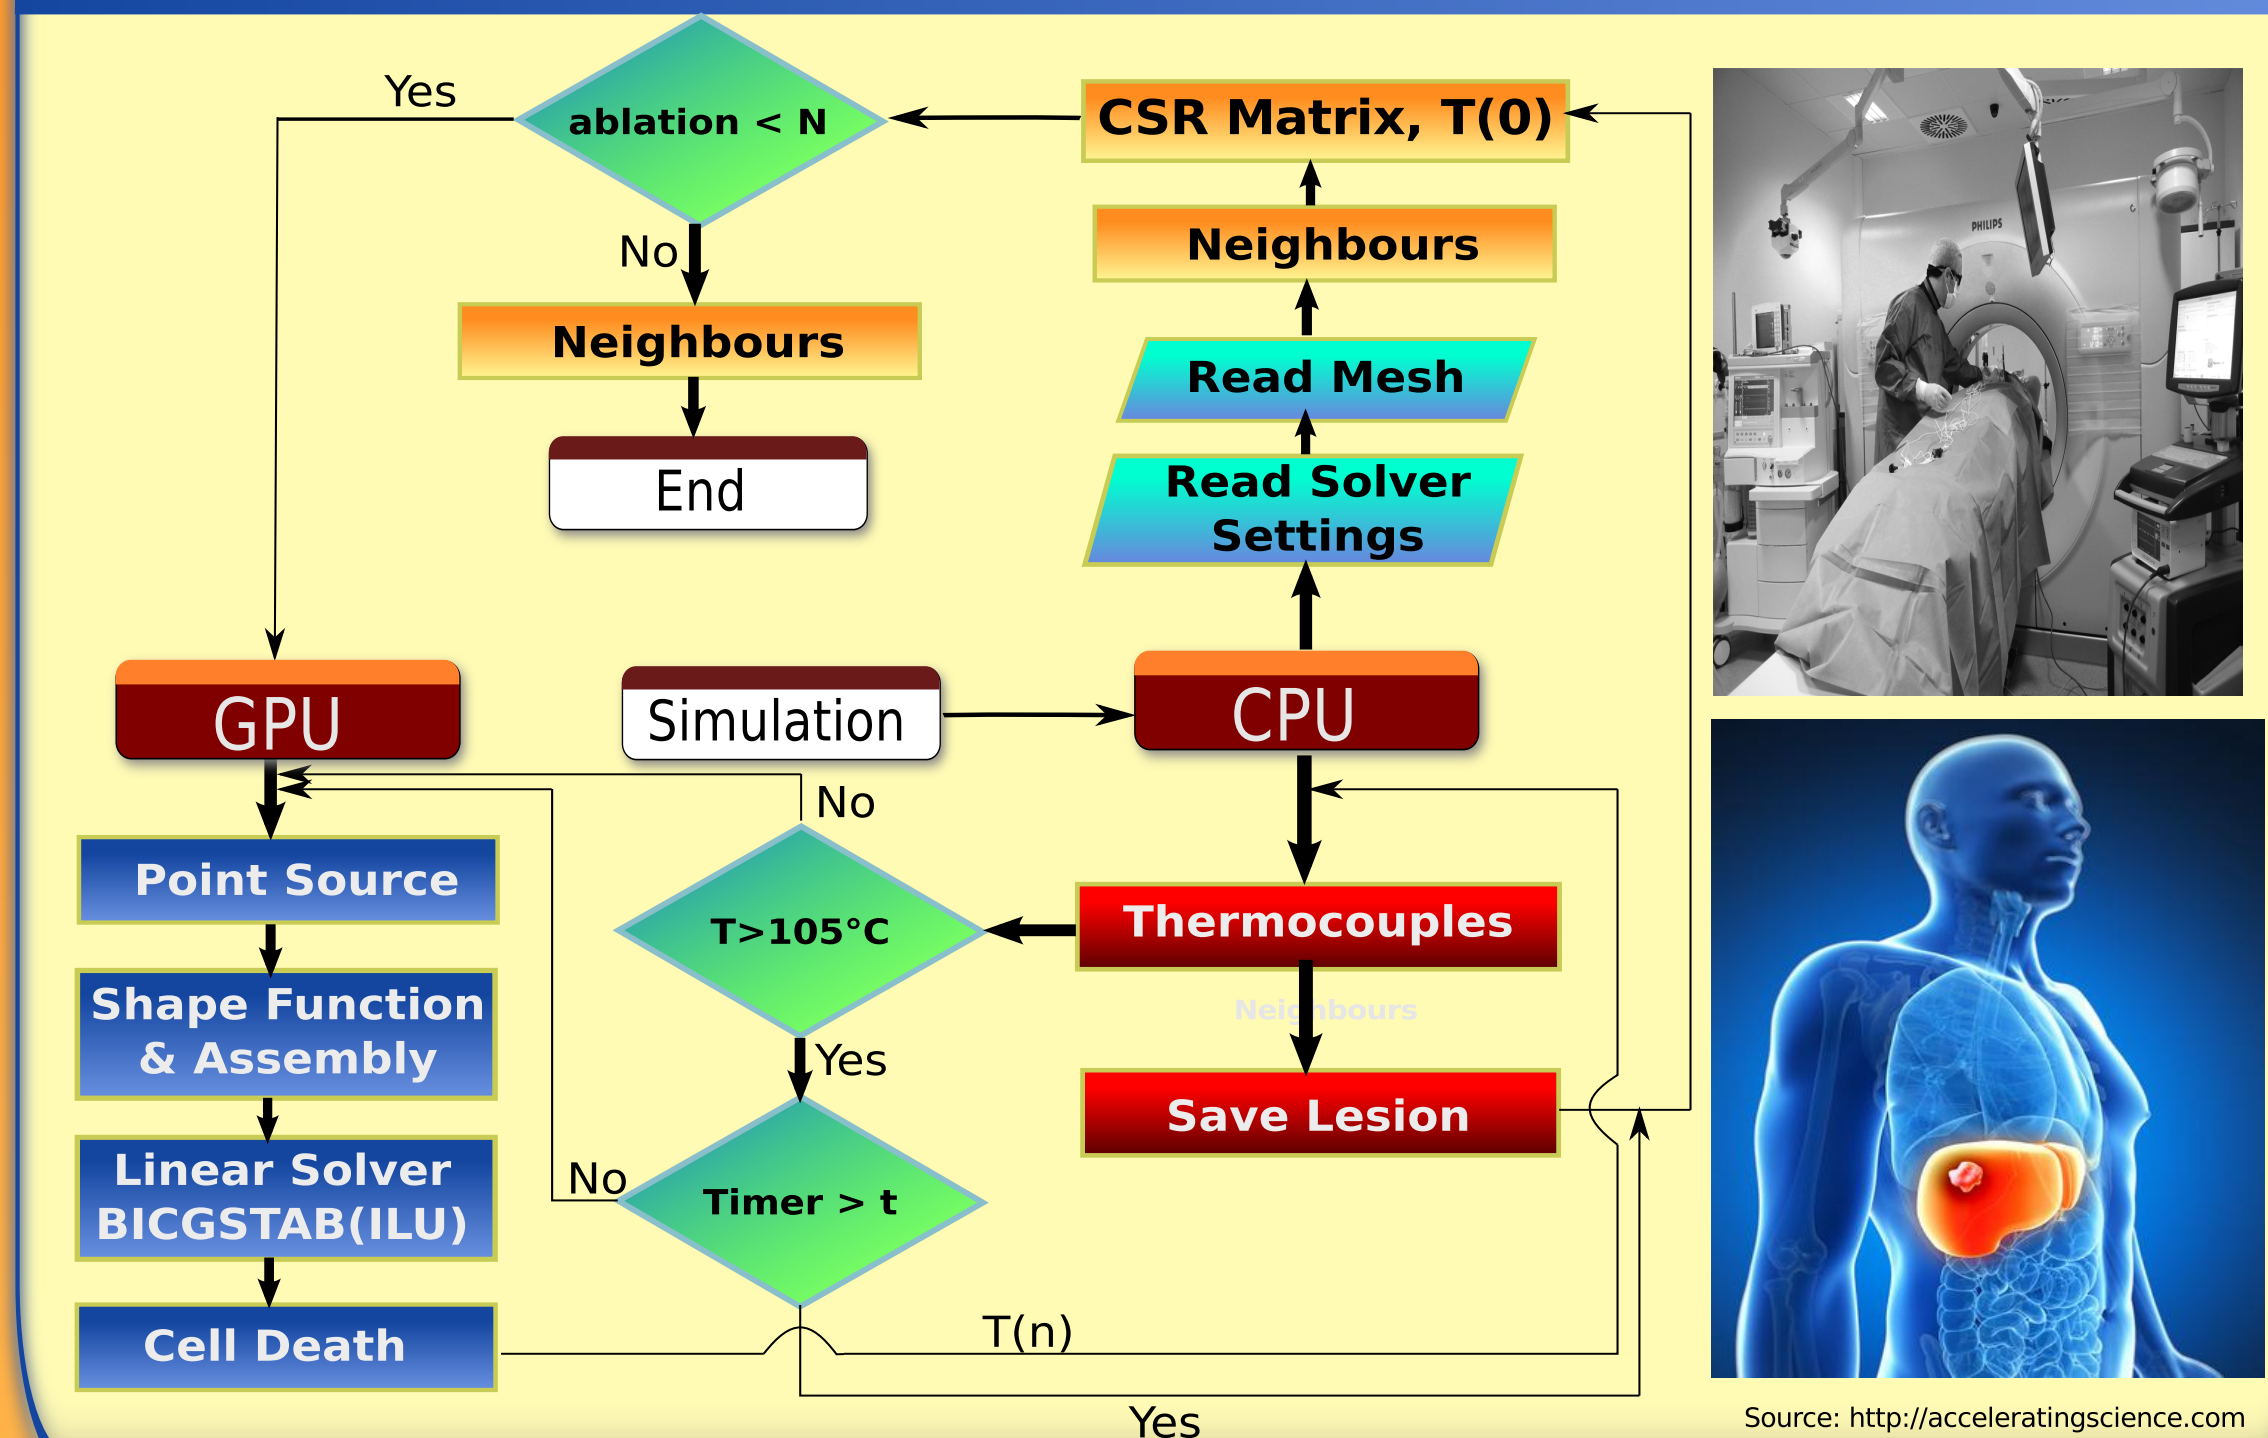 Yes
ablation < N
CSR Matrix, T(0)
No
Neighbours
Neighbours
PHILIPS
Read Mesh
End
Read Solver
Settings
GPU
Simulation
CPU
No
Point Source
T>105°C
Thermocouples
Neighbours
Shape Function
& Assembly
Yes
Save Lesion
Linear Solver
BICGSTAB(ILU)
No
Timer > t
Cell Death
T(n)
Yes
Source: http://acceleratingscience.com